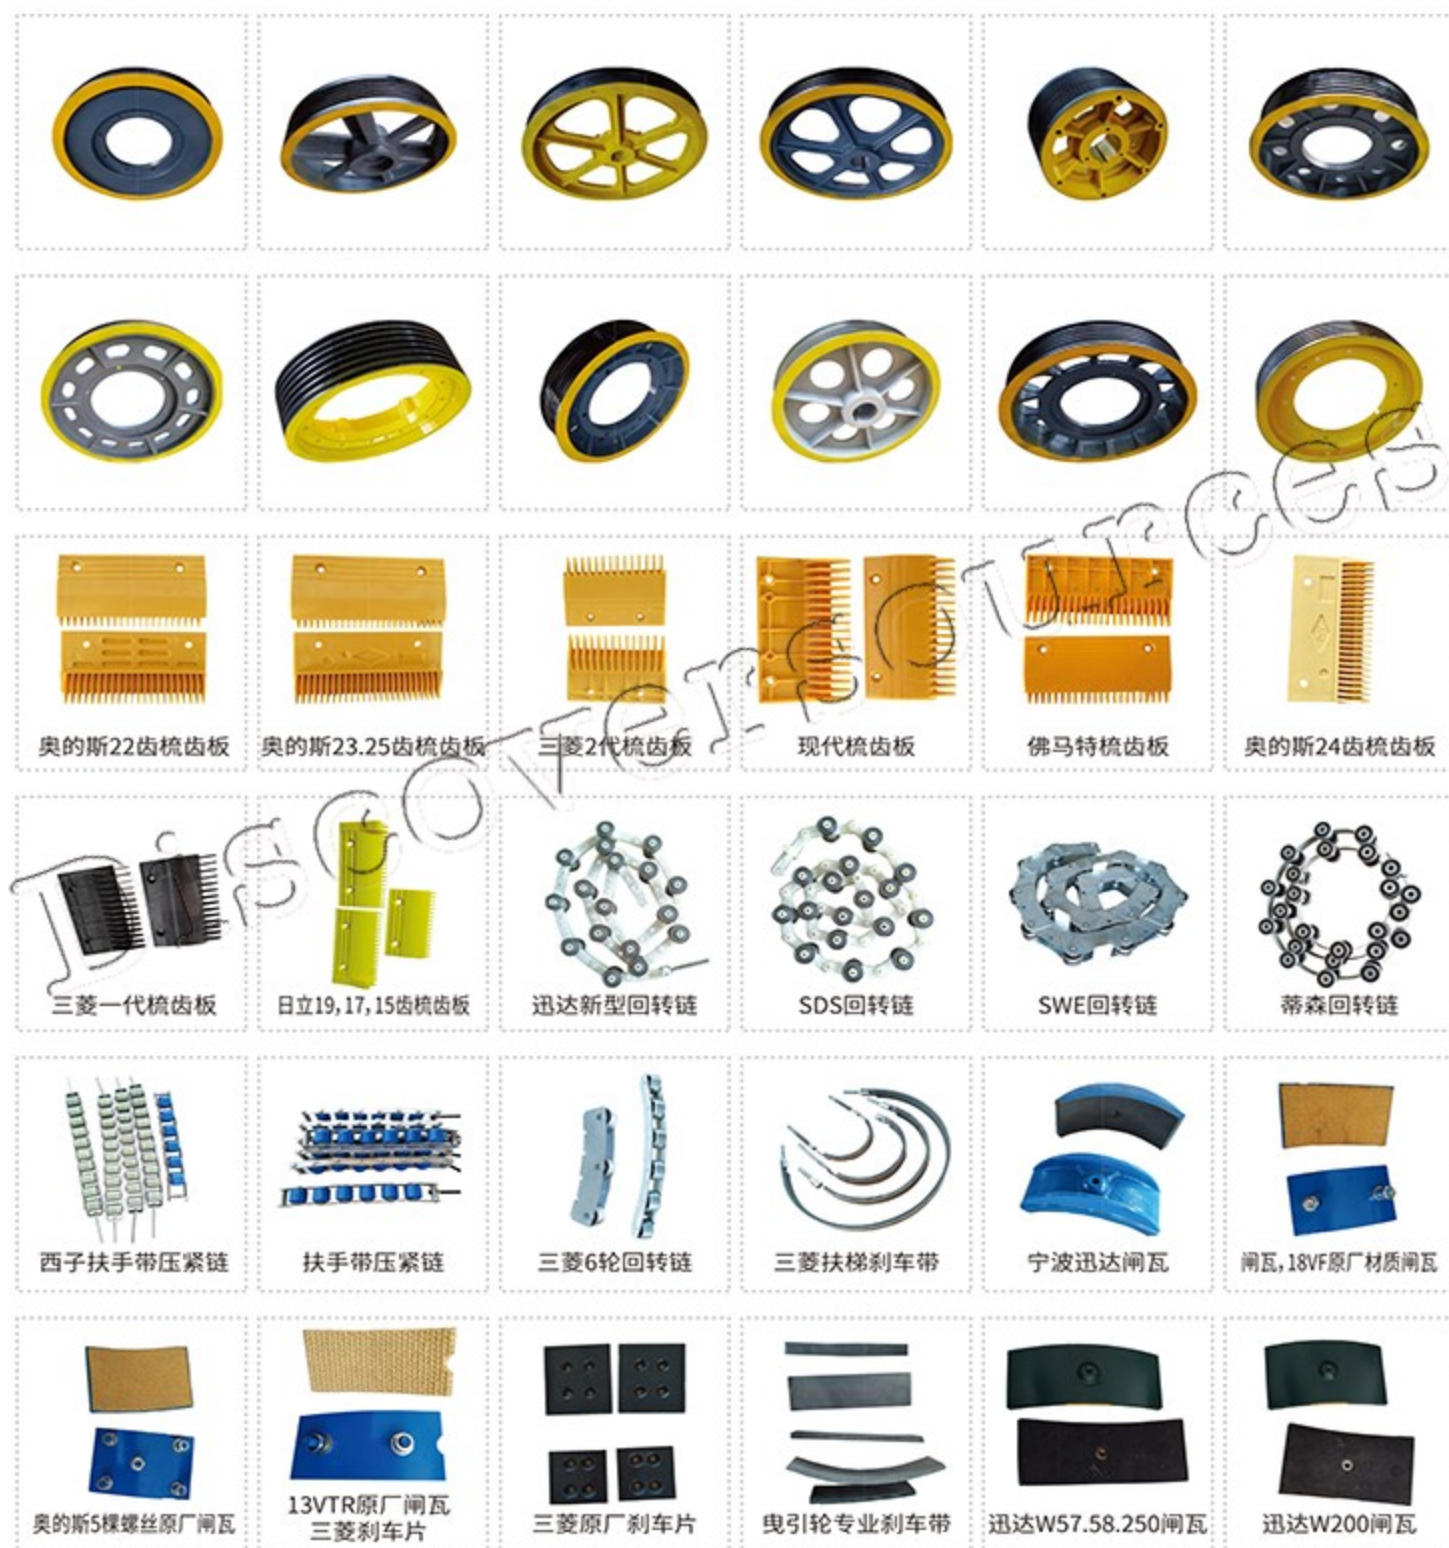 奥的斯22齿梳齿板
奥的斯23.25齿梳齿板
三菱2代梳齿板
现代梳齿板
佛马特梳齿板
奥的斯24齿梳齿板
三菱一代梳齿板
日立19,17,15齿梳齿板
迅达新型回转链
SDS回转链
SWE回转链
蒂森回转链
西子扶手带压紧链
扶手带压紧链
三菱6轮回转链
三菱扶梯刹车带
宁波迅达闸瓦
闸瓦,18VF原厂材质闸瓦
奥的斯5棵螺丝原厂闸瓦
13VTR原厂闸瓦
三菱刹车片
三菱原厂刹车片
曳引轮专业刹车带
迅达W57.58.250闸瓦
迅达W200闸瓦
Discoversources